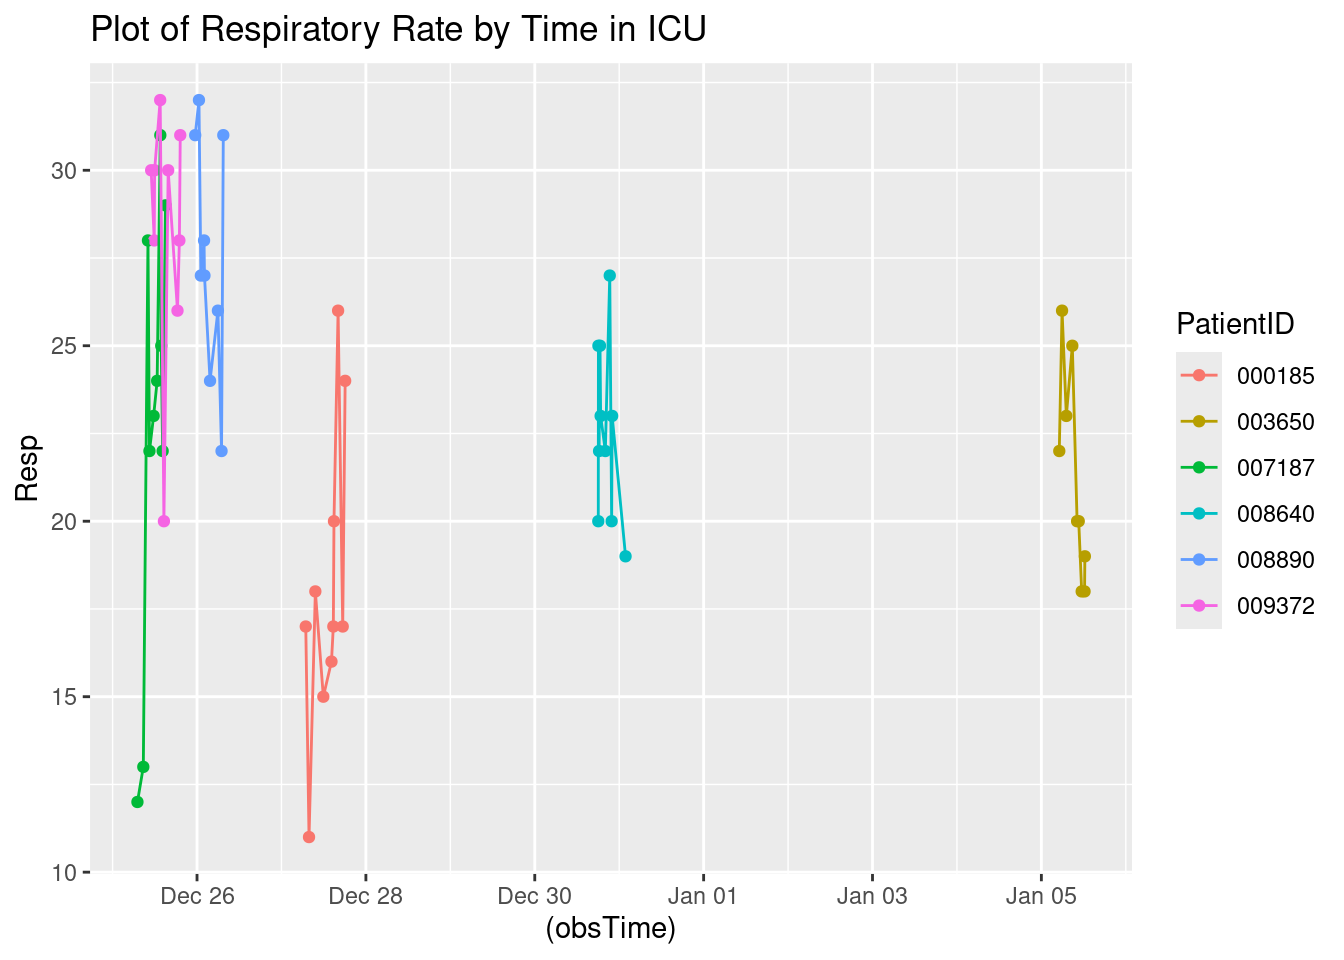 Plot of Respiratory Rate by Time in ICU
30
25
20
15
10
Resp
Dec 26 Dec 28 Dec 30 Jan 01 Jan 03 Jan 05
(obsTime)
PatientID
000185
003650
007187
008640
008890
009372